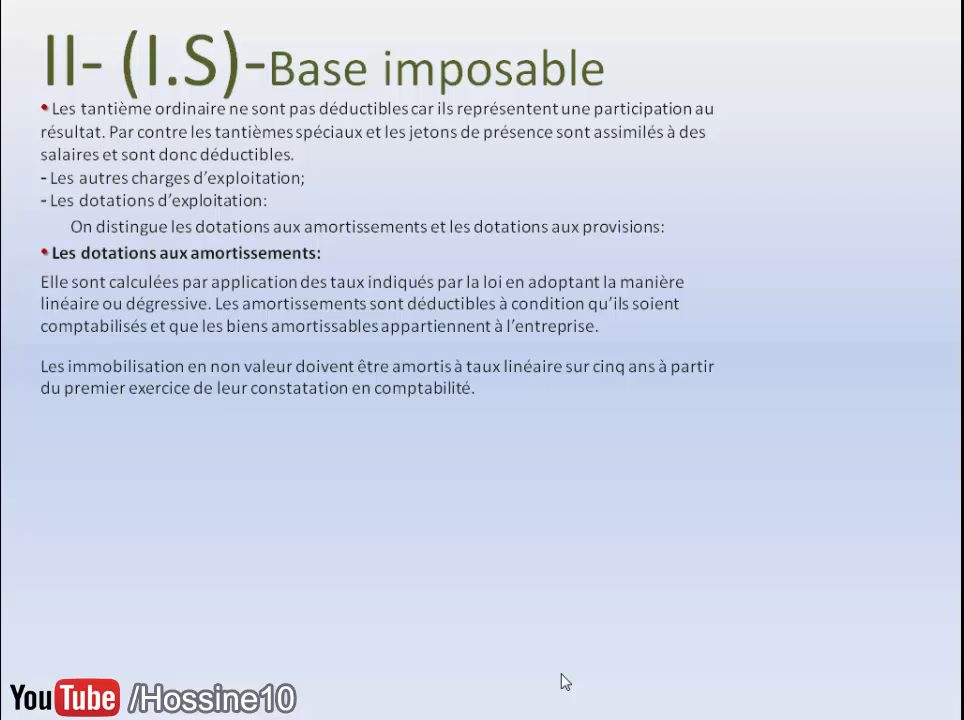 II- (I.S)-Base imposable
• Les tantième ordinaire ne sont pas déductibles car ils représentent une participation au
résultat. Par contre les tantièmes spéciaux et les jetons de présence sont assimilés à des
salaires et sont donc déductibles.
- Les autres charges d'exploitation;
- Les dotations d'exploitation:
On distingue les dotations aux amortissements et les dotations aux provisions:
• Les dotations aux amortissements:
Elle sont calculées par application des taux indiqués par la loi en adoptant la manière
linéaire ou dégressive. Les amortissements sont déductibles à condition qu'ils soient
comptabilisés et que les biens amortissables appartiennent à l'entreprise.
Les immobilisation en non valeur doivent être amortis à taux linéaire sur cinq ans à partir
du premier exercice de leur constatation en comptabilité.
YouTube /Hossine10